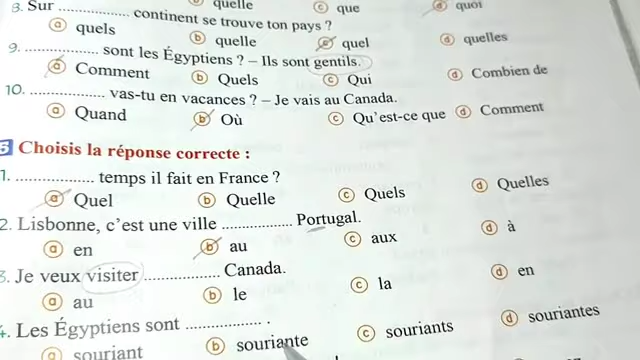 quelle ⓒ que ⓓ quoi
8. Sur ............... continent se trouve ton pays ?
ⓐ quels ⓑ quelle ⓒ quel ⓓ quelles
9. ............... sont les Égyptiens ? – Ils sont gentils.
ⓐ Comment ⓑ Quels ⓒ Qui ⓓ Combien de
10. ............... vas-tu en vacances ? – Je vais au Canada.
ⓐ Quand ⓑ Où ⓒ Qu'est-ce que ⓓ Comment
5 Choisis la réponse correcte :
1. ............... temps il fait en France ?
ⓐ Quel ⓑ Quelle ⓒ Quels ⓓ Quelles
2. Lisbonne, c'est une ville ............... Portugal.
ⓐ en ⓑ au ⓒ aux ⓓ à
3. Je veux visiter ............... Canada.
ⓐ au ⓑ le ⓒ la ⓓ en
4. Les Égyptiens sont ............... .
ⓐ souriant ⓑ souriante ⓒ souriants ⓓ souriantes